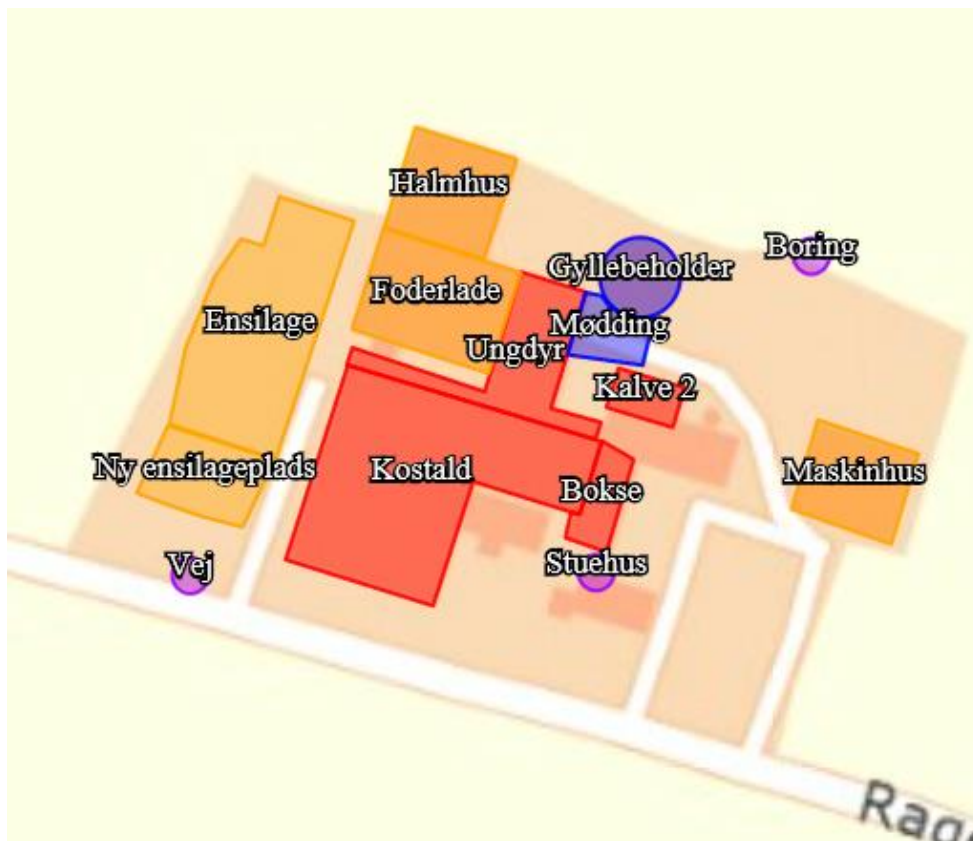 Halmhus
Boring
Gyllebeholder
Foderlade
Ensilage
Mødding
Ungdyr
Kalve 2
Ny ensilageplads
Kostald
Maskinhus
Bokse
Vej
Stuehus